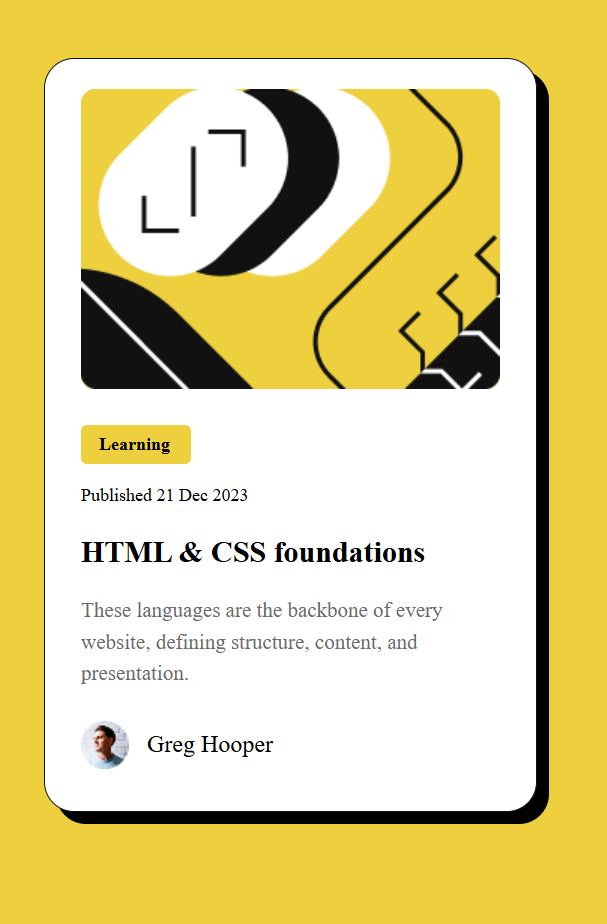 Learning
Published 21 Dec 2023
HTML & CSS foundations
These languages are the backbone of every
website, defining structure, content, and
presentation.
Greg Hooper